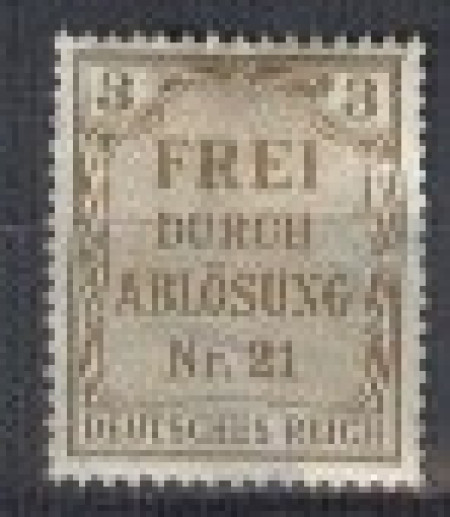 3 3
FREI
DURCH
ABLÖSUNG
Nr. 21
DEUTSCHES REICH